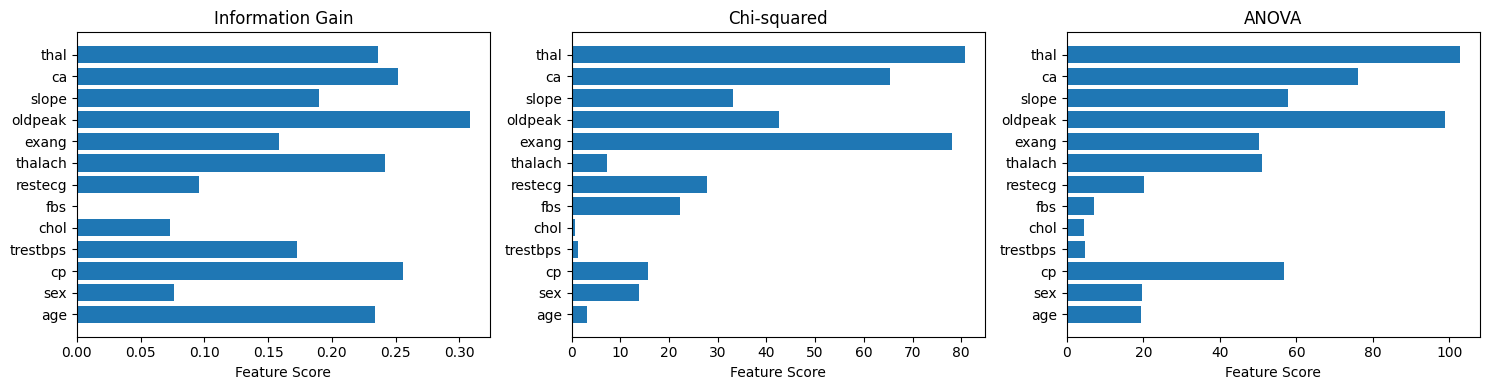 Information Gain
thal
ca
slope
oldpeak
exang
thalach
restecg
fbs
chol
trestbps
cp
sex
age
0.00 0.05 0.10 0.15 0.20 0.25 0.30
Feature Score
Chi-squared
thal
ca
slope
oldpeak
exang
thalach
restecg
fbs
chol
trestbps
cp
sex
age
0 10 20 30 40 50 60 70 80
Feature Score
ANOVA
thal
ca
slope
oldpeak
exang
thalach
restecg
fbs
chol
trestbps
cp
sex
age
0 20 40 60 80 100
Feature Score